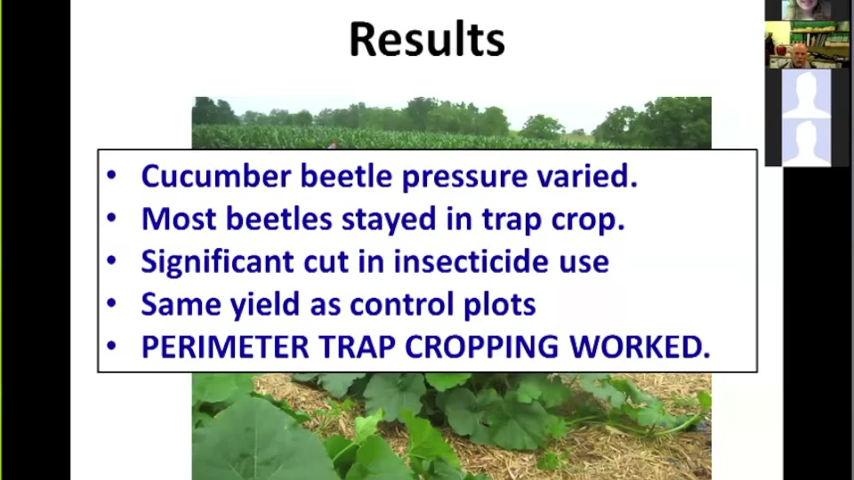 Results
• Cucumber beetle pressure varied.
• Most beetles stayed in trap crop.
• Significant cut in insecticide use
• Same yield as control plots
• PERIMETER TRAP CROPPING WORKED.